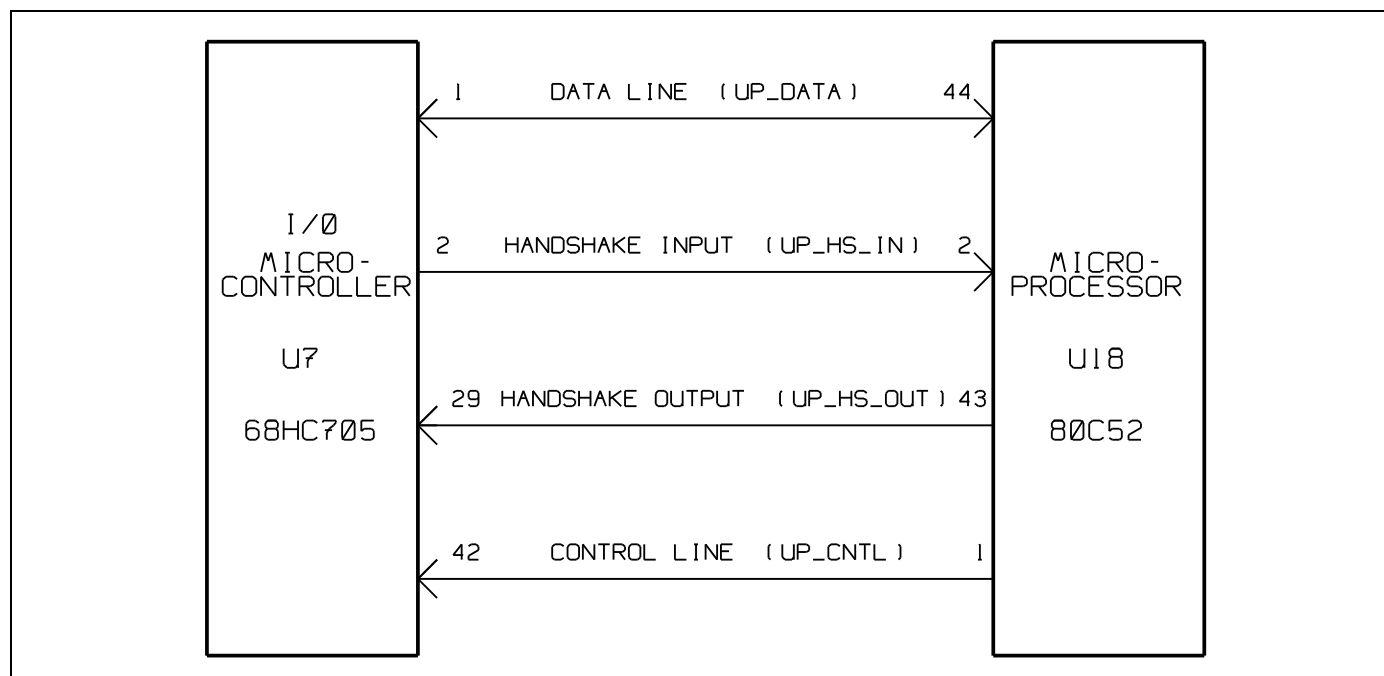 1 DATA LINE (UP_DATA) 44
I/O
MICRO-
CONTROLLER
U7
68HC705
2 HANDSHAKE INPUT (UP_HS_IN) 2
29 HANDSHAKE OUTPUT (UP_HS_OUT) 43
42 CONTROL LINE (UP_CNTL) 1
MICRO-
PROCESSOR
U18
80C52